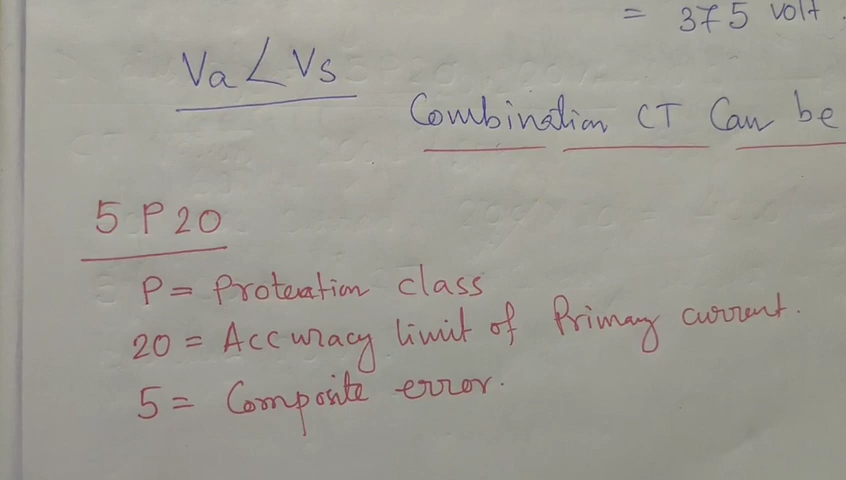 = 375 volt.
Va < Vs
Combination CT Can be
5 P 20
P = Protection class
20 = Accuracy limit of Primary current.
5 = Composite error.